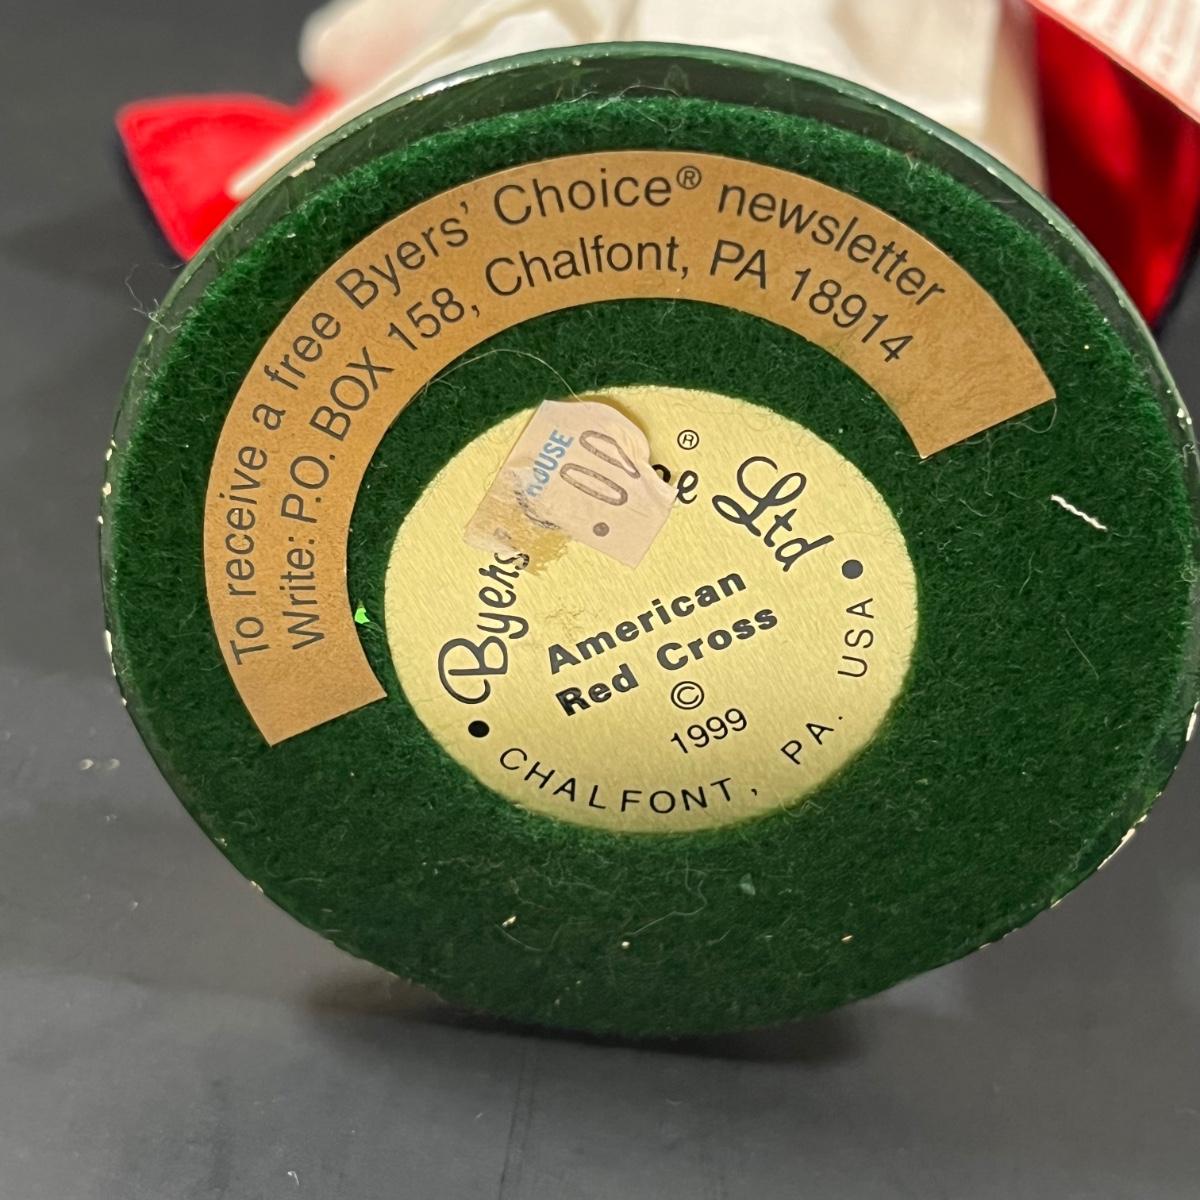 To receive a free Byers' Choice® newsletter
Write: P.O. BOX 158, Chalfont, PA 18914
HOUSE
.00
• Byers' Ltd • ®
American
Red Cross
©
1999
CHALFONT, PA. USA